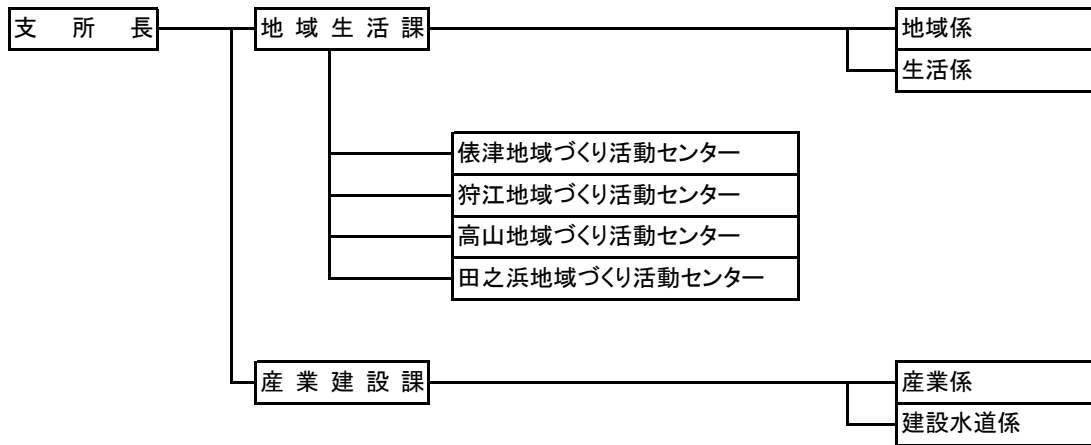 支所長
地域生活課
地域係
生活係
俵津地域づくり活動センター
狩江地域づくり活動センター
高山地域づくり活動センター
田之浜地域づくり活動センター
産業建設課
産業係
建設水道係